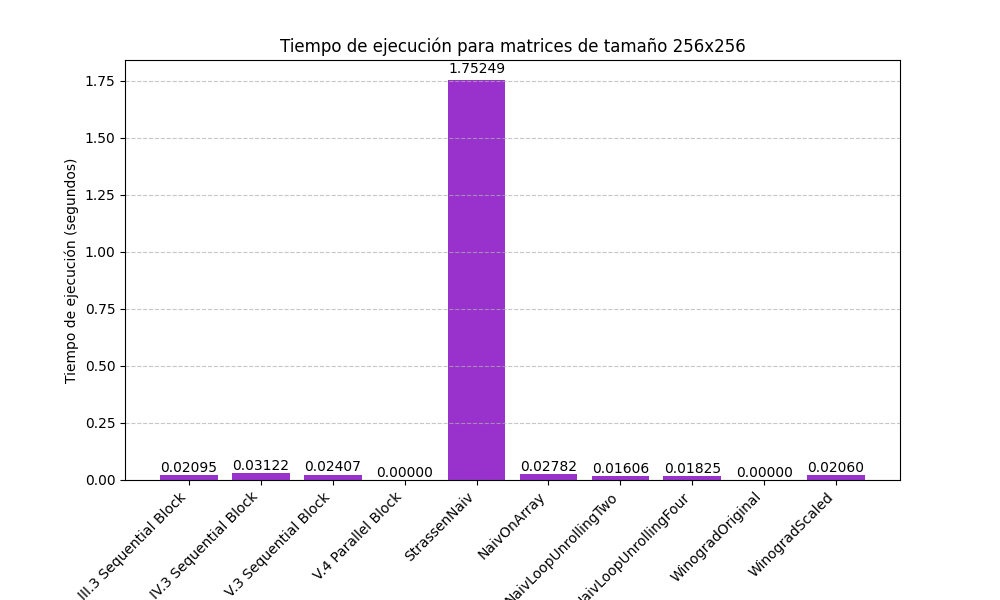 Tiempo de ejecución para matrices de tamaño 256x256
Tiempo de ejecución (segundos)
1.75
1.50
1.25
1.00
0.75
0.50
0.25
0.00
0.02095
0.03122
0.02407
0.00000
1.75249
0.02782
0.01606
0.01825
0.00000
0.02060
III.3 Sequential Block
IV.3 Sequential Block
V.3 Sequential Block
V.4 Parallel Block
StrassenNaiv
NaivOnArray
NaivLoopUnrollingTwo
aivLoopUnrollingFour
WinogradOriginal
WinogradScaled